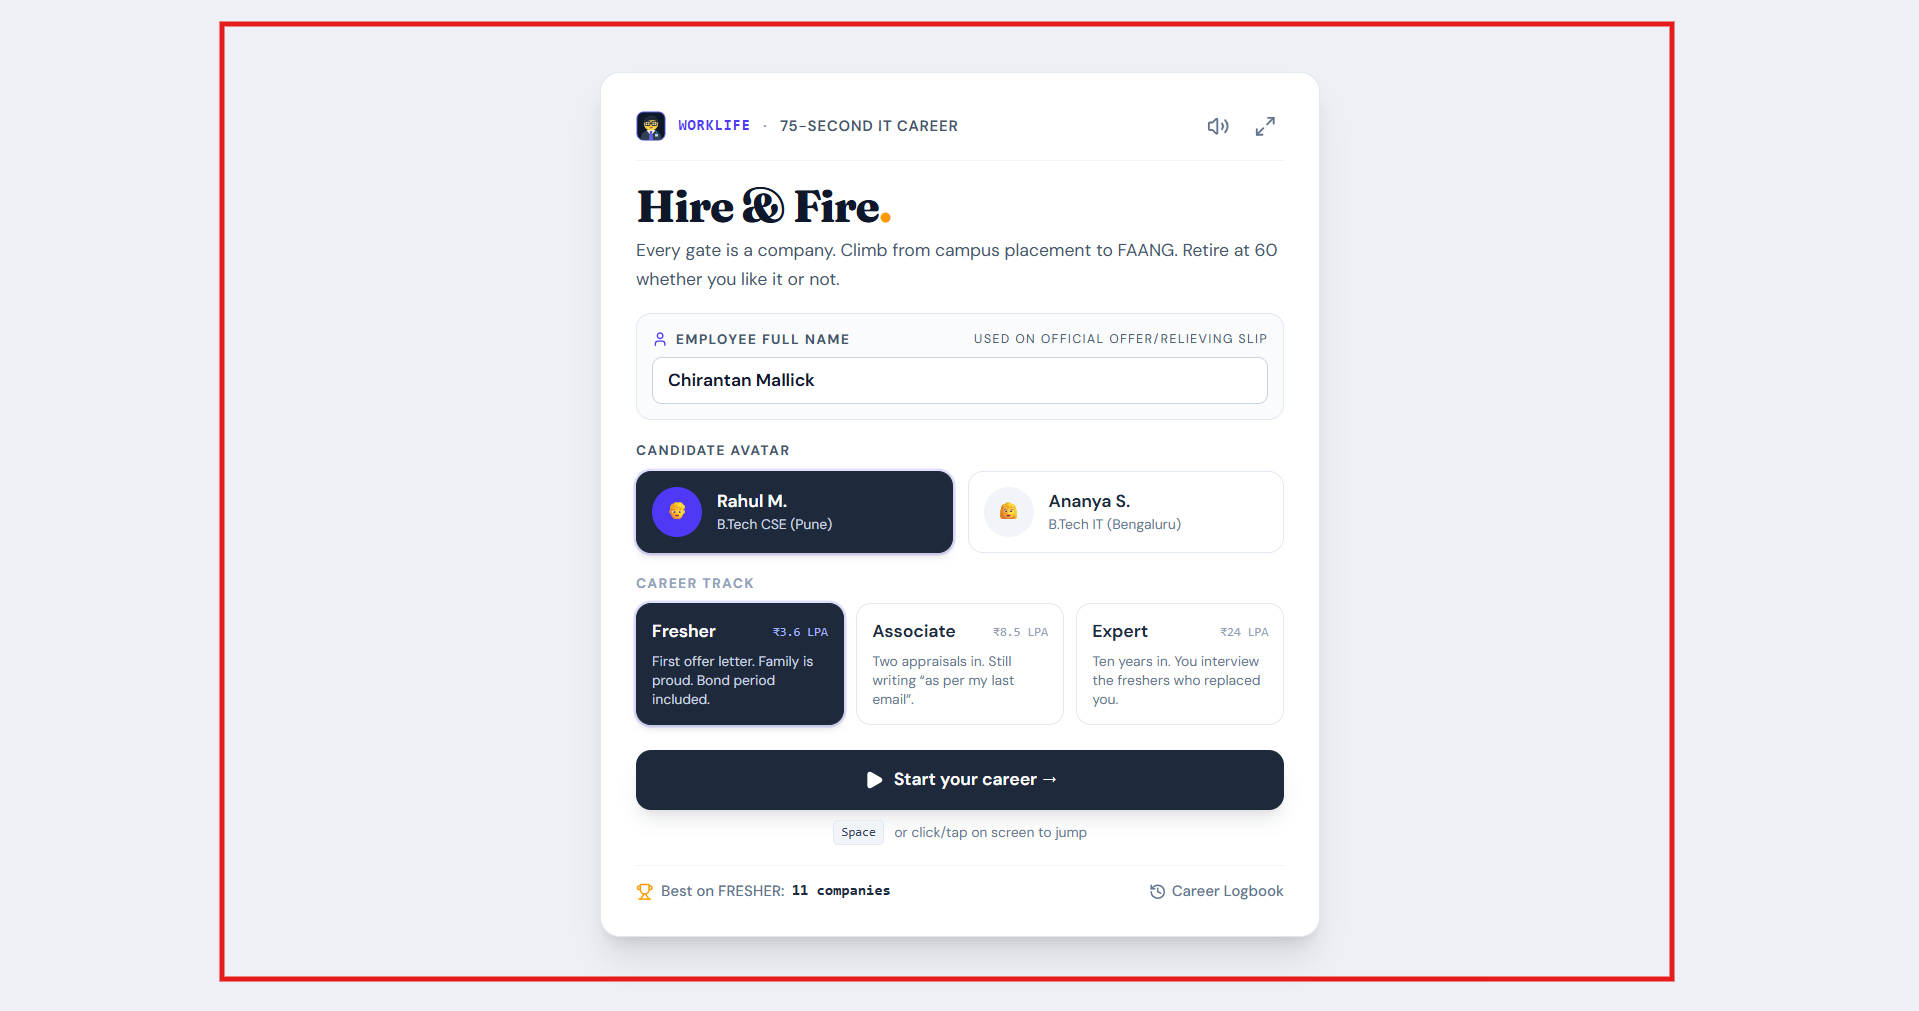 WORKLIFE · 75-SECOND IT CAREER
Hire & Fire.
Every gate is a company. Climb from campus placement to FAANG. Retire at 60
whether you like it or not.
EMPLOYEE FULL NAME
USED ON OFFICIAL OFFER/RELIEVING SLIP
Chirantan Mallick
CANDIDATE AVATAR
Rahul M.
B.Tech CSE (Pune)
Ananya S.
B.Tech IT (Bengaluru)
CAREER TRACK
Fresher ₹3.6 LPA
First offer letter. Family is
proud. Bond period
included.
Associate ₹8.5 LPA
Two appraisals in. Still
writing “as per my last
email”.
Expert ₹24 LPA
Ten years in. You interview
the freshers who replaced
you.
Start your career →
Space or click/tap on screen to jump
Best on FRESHER: 11 companies
Career Logbook